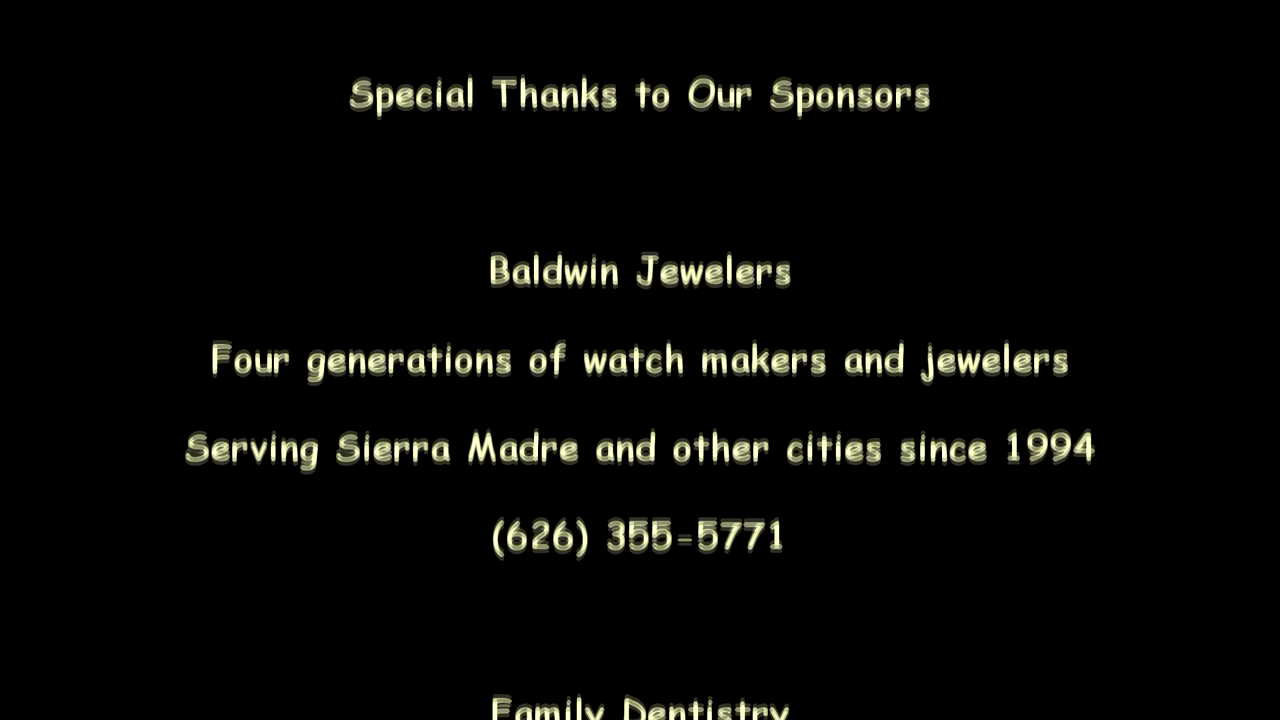 Special Thanks to Our Sponsors
Baldwin Jewelers
Four generations of watch makers and jewelers
Serving Sierra Madre and other cities since 1994
(626) 355-5771
Family Dentistry